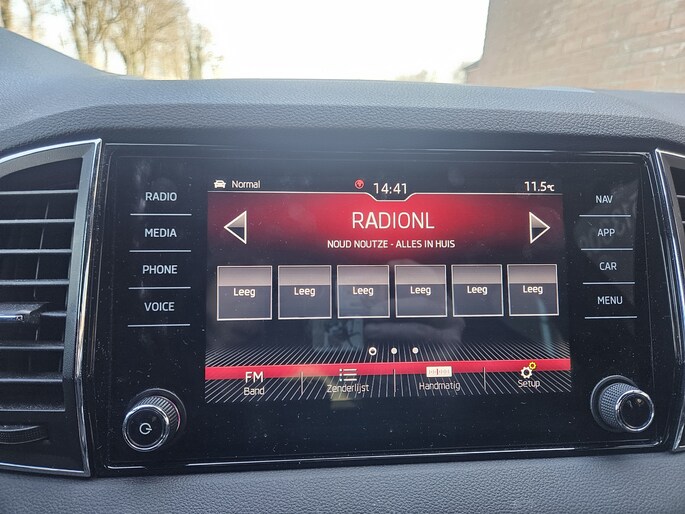 RADIO
MEDIA
PHONE
VOICE
Normal
14:41
11.5°C
RADIONL
NOUD NOUTZE - ALLES IN HUIS
Leeg Leeg Leeg Leeg Leeg Leeg
FM
Band
Zenderlijst
Handmatig
Setup
NAV
APP
CAR
MENU